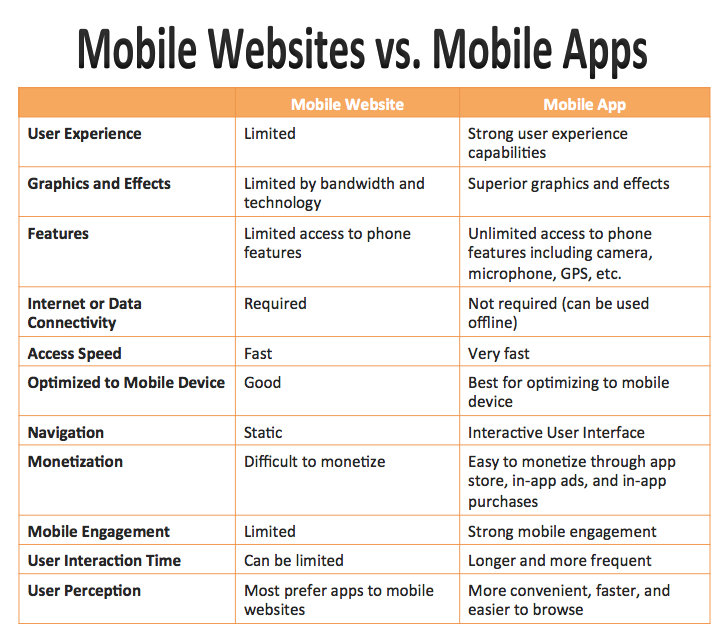 Mobile Websites vs. Mobile Apps
Mobile Website Mobile App
User Experience Limited Strong user experience
capabilities
Graphics and Effects Limited by bandwidth and Superior graphics and effects
technology
Features Limited access to phone Unlimited access to phone
features features including camera,
microphone, GPS, etc.
Internet or Data Required Not required (can be used
Connectivity offline)
Access Speed Fast Very fast
Optimized to Mobile Device Good Best for optimizing to mobile
device
Navigation Static Interactive User Interface
Monetization Difficult to monetize Easy to monetize through app
store, in-app ads, and in-app
purchases
Mobile Engagement Limited Strong mobile engagement
User Interaction Time Can be limited Longer and more frequent
User Perception Most prefer apps to mobile More convenient, faster, and
websites easier to browse